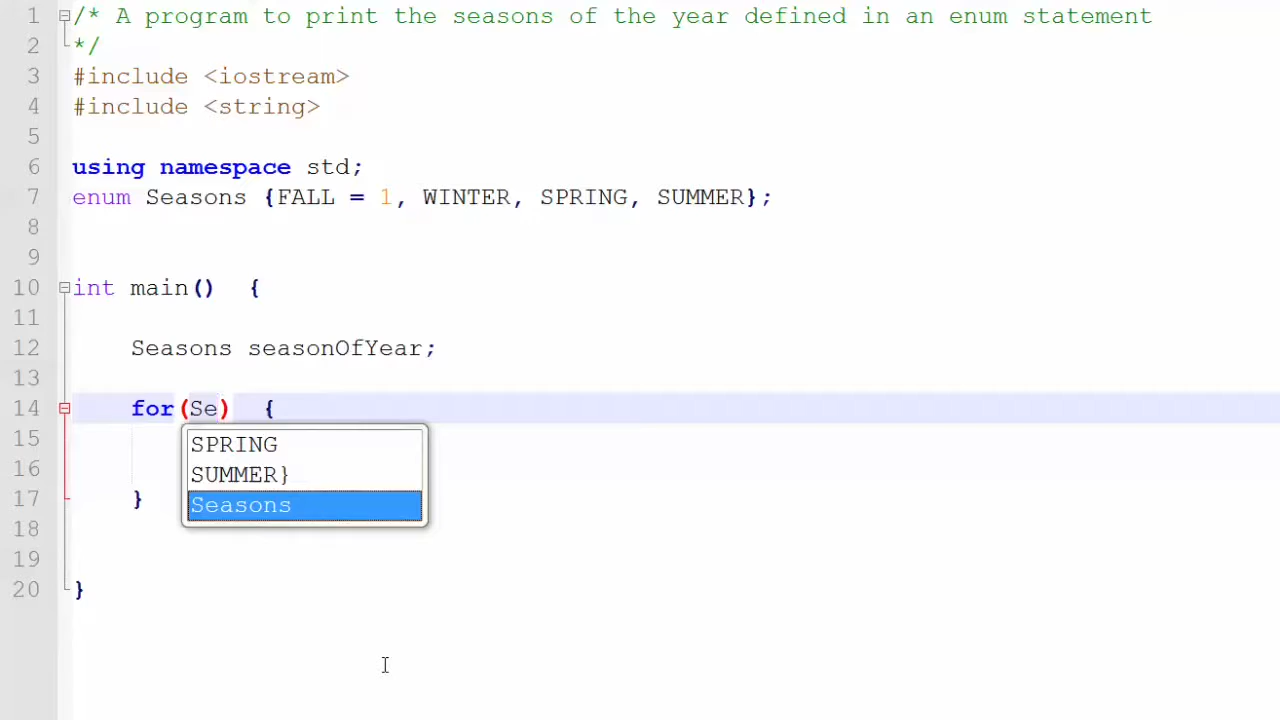 1 /* A program to print the seasons of the year defined in an enum statement
2 */
3 #include <iostream>
4 #include <string>
5
6 using namespace std;
7 enum Seasons {FALL = 1, WINTER, SPRING, SUMMER};
8
9
10 int main()  {
11
12     Seasons seasonOfYear;
13
14     for(Se)  {
15 SPRING
16 SUMMER}
17     } Seasons
18
19
20 }